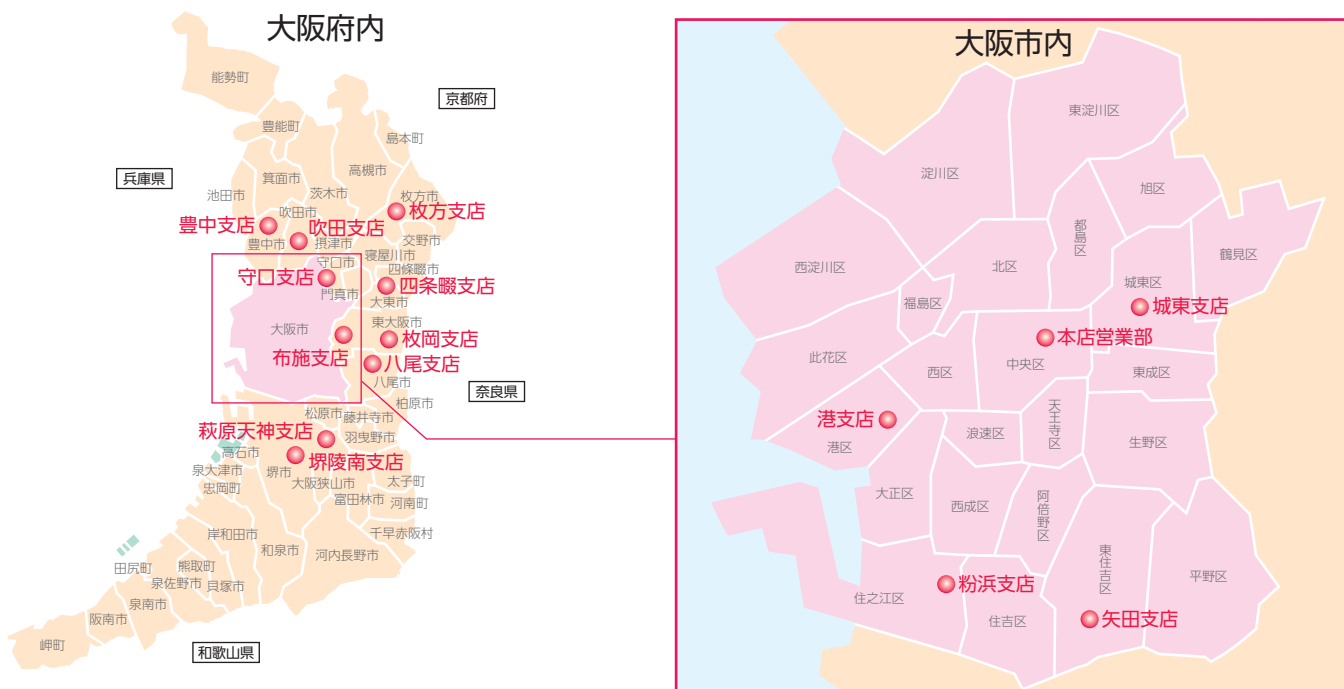 大阪府内
能勢町
京都府
豊能町
島本町
高槻市
兵庫県
箕面市
茨木市
池田市
枚方市
吹田市
枚方支店
豊中支店
吹田支店
豊中市
摂津市
交野市
寝屋川市
守口市
四條畷市
守口支店
四条畷支店
門真市
大東市
大阪市
東大阪市
枚岡支店
布施支店
八尾支店
八尾市
奈良県
柏原市
松原市
藤井寺市
萩原天神支店
羽曳野市
高石市
堺陵南支店
泉大津市
堺市
大阪狭山市
太子町
忠岡町
富田林市
河南町
岸和田市
千早赤阪村
和泉市
河内長野市
田尻町
熊取町
泉佐野市
貝塚市
泉南市
阪南市
岬町
和歌山県
大阪市内
東淀川区
淀川区
旭区
都島区
鶴見区
西淀川区
北区
城東区
福島区
城東支店
本店営業部
此花区
西区
中央区
東成区
港支店
天王寺区
浪速区
生野区
港区
大正区
西成区
阿倍野区
東住吉区
平野区
粉浜支店
住之江区
住吉区
矢田支店